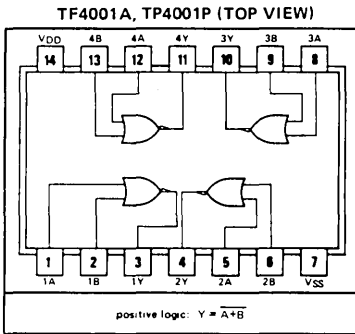 TF4001A, TP4001P (TOP VIEW)
VDD 4B 4A 4Y 3Y 3B 3A
14 13 12 11 10 9 8
1 2 3 4 5 6 7
1A 1B 1Y 2Y 2A 2B VSS
positive logic: Y = \overline{A+B}